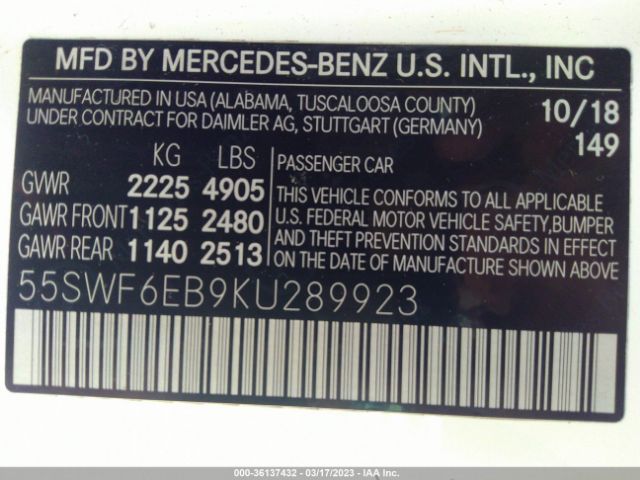 MFD BY MERCEDES-BENZ U.S. INTL., INC
MANUFACTURED IN USA (ALABAMA, TUSCALOOSA COUNTY) 10/18
UNDER CONTRACT FOR DAIMLER AG, STUTTGART (GERMANY) 149
KG LBS PASSENGER CAR
GVWR 2225 4905 THIS VEHICLE CONFORMS TO ALL APPLICABLE
GAWR FRONT 1125 2480 U.S. FEDERAL MOTOR VEHICLE SAFETY, BUMPER
GAWR REAR 1140 2513 AND THEFT PREVENTION STANDARDS IN EFFECT
ON THE DATE OF MANUFACTURE SHOWN ABOVE.
55SWF6EB9KU289923
000-36137432 - 03/17/2023 - IAA Inc.